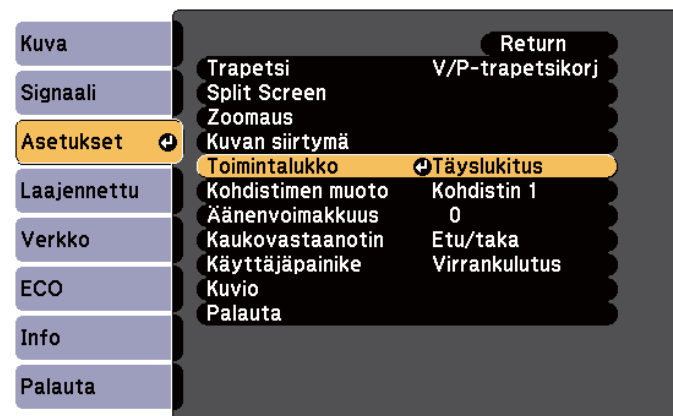 Kuva
Signaali
Asetukset
Laajennettu
Verkko
ECO
Info
Palauta
Return
Trapetsi V/P-trapetsikorj
Split Screen
Zoomaus
Kuvan siirtymä
Toimintalukko Täyslukitus
Kohdistimen muoto Kohdistin 1
Äänenvoimakkuus 0
Kaukovastaanotin Etu/taka
Käyttäjäpainike Virrankulutus
Kuvio
Palauta